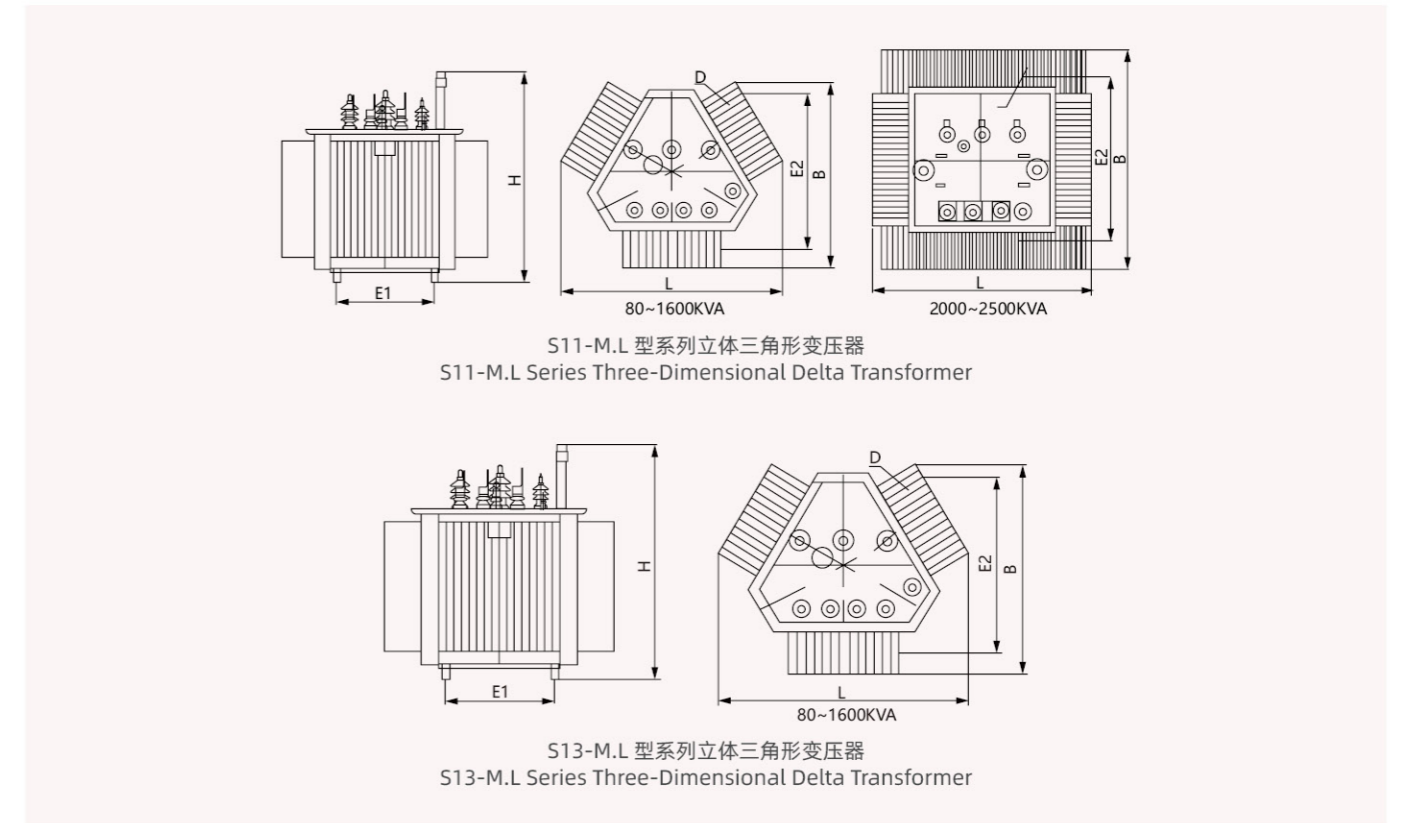 H
E1
D
E2
B
L
80~1600KVA
E2
B
L
2000~2500KVA
S11-M.L 型系列立体三角形变压器
S11-M.L Series Three-Dimensional Delta Transformer
H
E1
D
E2
B
L
80~1600KVA
S13-M.L 型系列立体三角形变压器
S13-M.L Series Three-Dimensional Delta Transformer